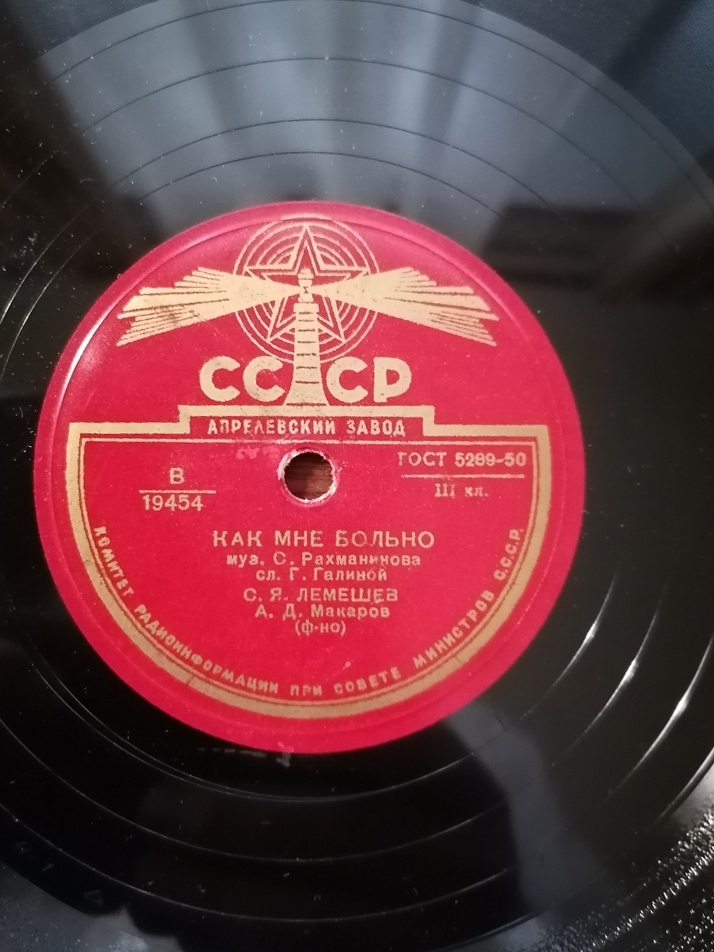 СССР
АПРЕЛЕВСКИЙ ЗАВОД
В
19454
ГОСТ 5289-50
III кл.
КАК МНЕ БОЛЬНО
муз. С. Рахманинова
сл. Г. Галиной
С. Я. ЛЕМЕШЕВ
А. Д. Макаров
(ф-но)
КОМИТЕТ РАДИОИНФОРМАЦИИ ПРИ СОВЕТЕ МИНИСТРОВ С.С.С.Р.